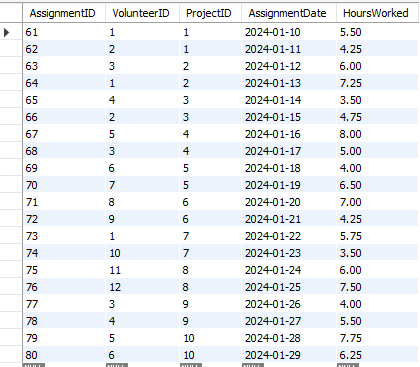 AssignmentID VolunteerID ProjectID AssignmentDate HoursWorked
61 1 1 2024-01-10 5.50
62 2 1 2024-01-11 4.25
63 3 2 2024-01-12 6.00
64 1 2 2024-01-13 7.25
65 4 3 2024-01-14 3.50
66 2 3 2024-01-15 4.75
67 5 4 2024-01-16 8.00
68 3 4 2024-01-17 5.00
69 6 5 2024-01-18 4.00
70 7 5 2024-01-19 6.50
71 8 6 2024-01-20 7.00
72 9 6 2024-01-21 4.25
73 1 7 2024-01-22 5.75
74 10 7 2024-01-23 3.50
75 11 8 2024-01-24 6.00
76 12 8 2024-01-25 7.50
77 3 9 2024-01-26 4.00
78 4 9 2024-01-27 5.50
79 5 10 2024-01-28 7.75
80 6 10 2024-01-29 6.25
NULL NULL NULL NULL NULL